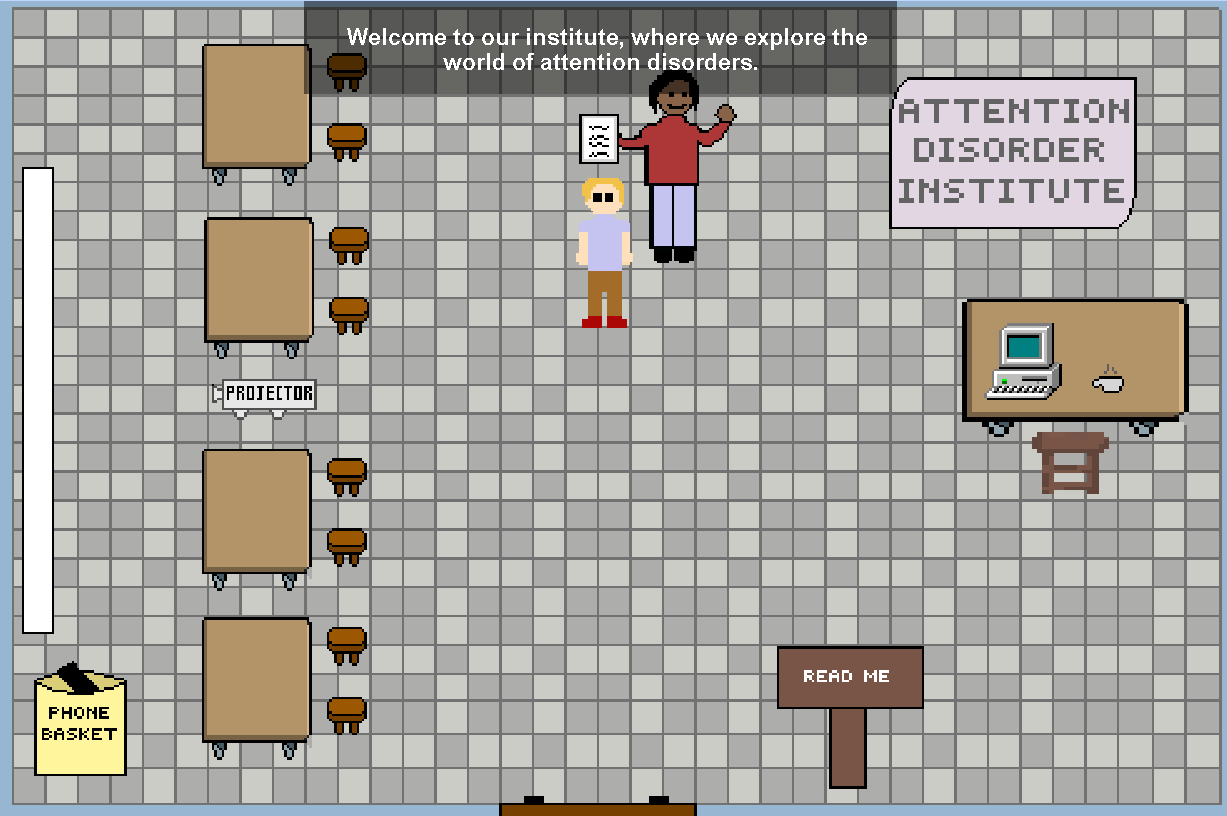 Welcome to our institute, where we explore the
world of attention disorders.
ATTENTION
DISORDER
INSTITUTE
PROJECTOR
READ ME
PHONE
BASKET